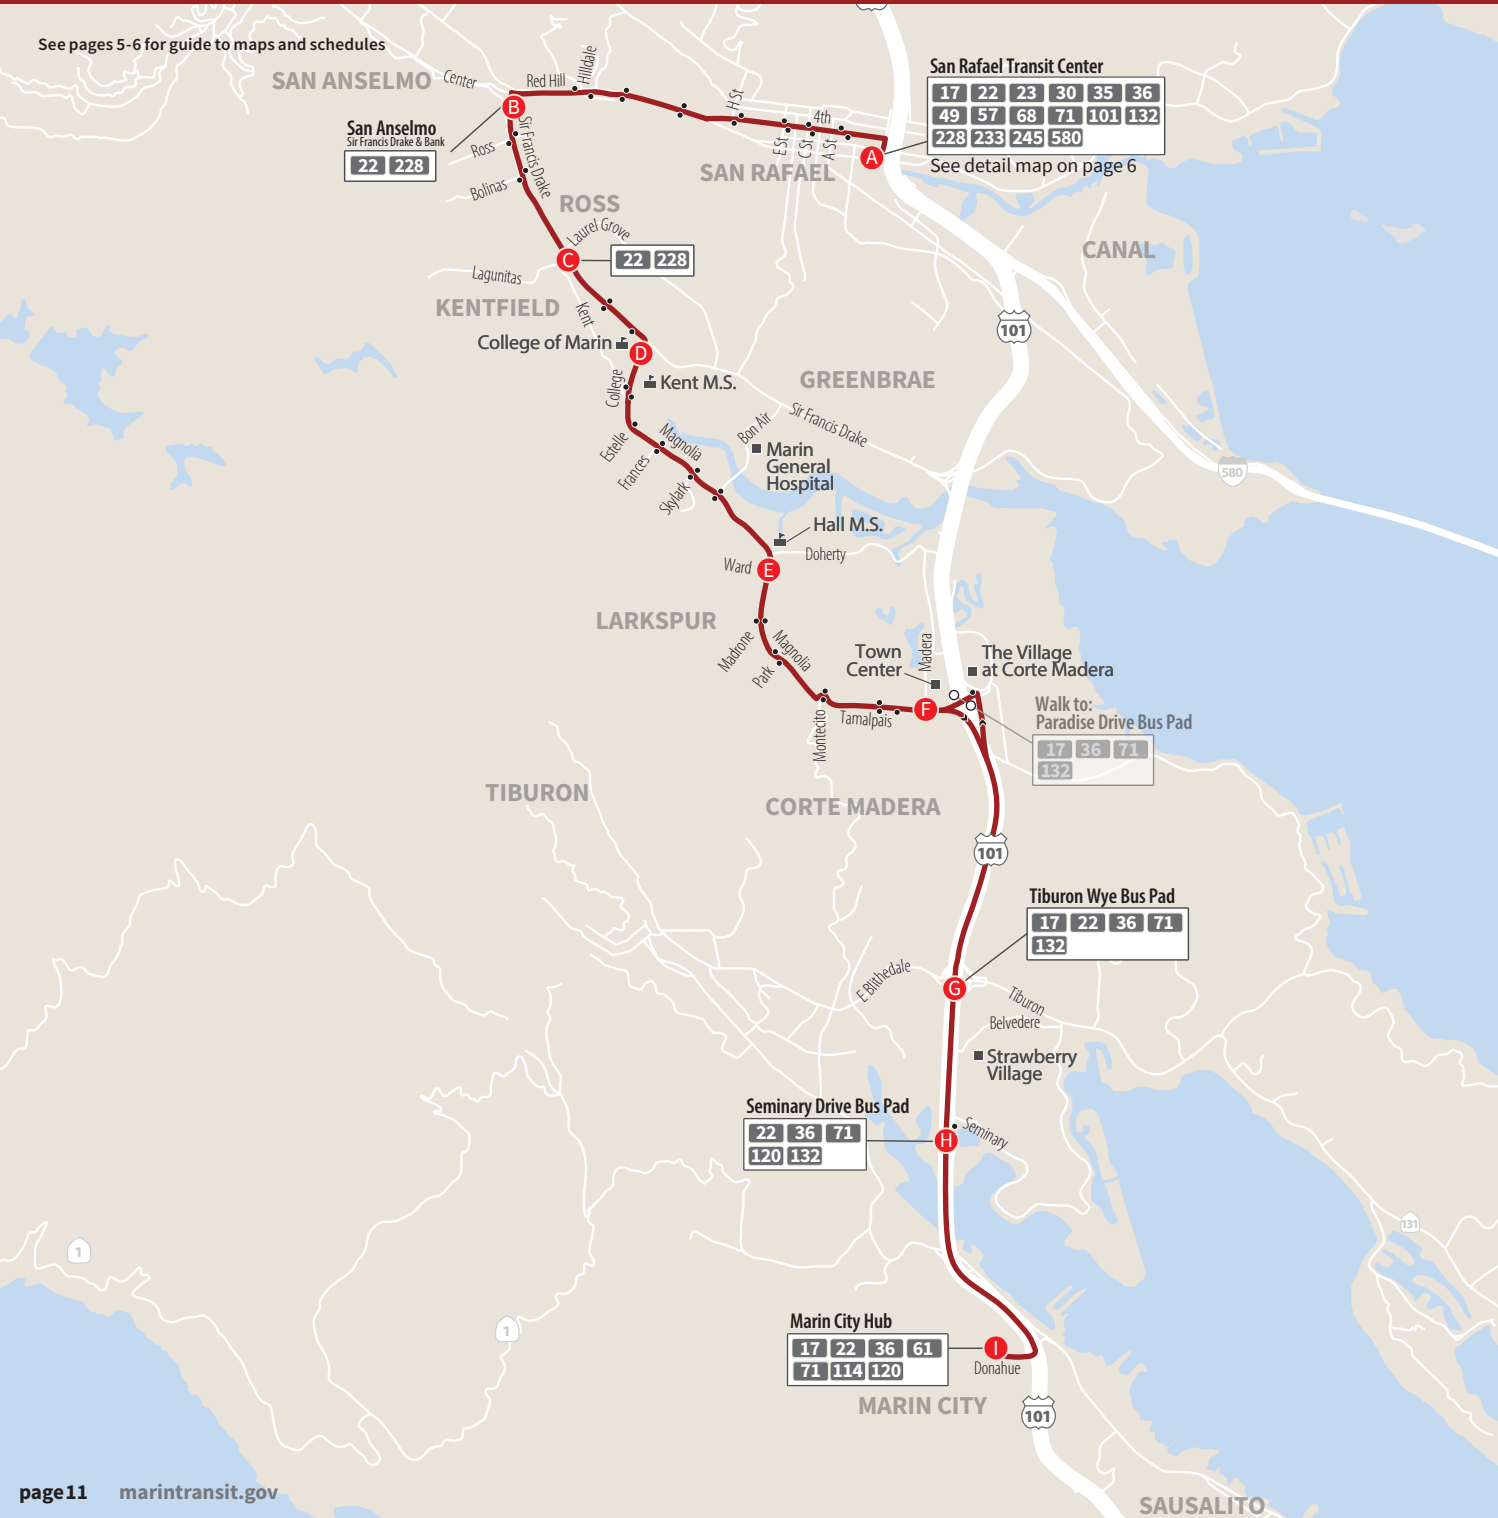 See pages 5-6 for guide to maps and schedules
SAN ANSELMO
Center
Red Hill
Hilldale
San Rafael Transit Center
17 22 23 30 35 36
49 57 68 71 101 132
228 233 245 580
See detail map on page 6
B
San Anselmo
Sir Francis Drake & Bank
22 228
Sir Francis Drake
Ross
Bolinas
H St
4th
E St
C St
A St
A
SAN RAFAEL
ROSS
Laurel Grove
C
22 228
CANAL
Lagunitas
KENTFIELD
Kent
101
College of Marin
D
Kent M.S.
College
GREENBRAE
Sir Francis Drake
Bon Air
Marin
General
Hospital
Estelle
Magnolia
Frances
Skylark
580
Hall M.S.
Doherty
Ward
E
LARKSPUR
Madrone
Magnolia
Park
Town
Center
Madera
The Village
at Corte Madera
Montecito
Tamalpais
F
Walk to:
Paradise Drive Bus Pad
17 36 71
132
TIBURON
CORTE MADERA
101
Tiburon Wye Bus Pad
17 22 36 71
132
E Blithedale
G
Tiburon
Belvedere
Strawberry
Village
Seminary Drive Bus Pad
22 36 71
120 132
H
Seminary
131
1
1
Marin City Hub
17 22 36 61
71 114 120
I
Donahue
MARIN CITY
101
page 11
marintransit.gov
SAUSALITO